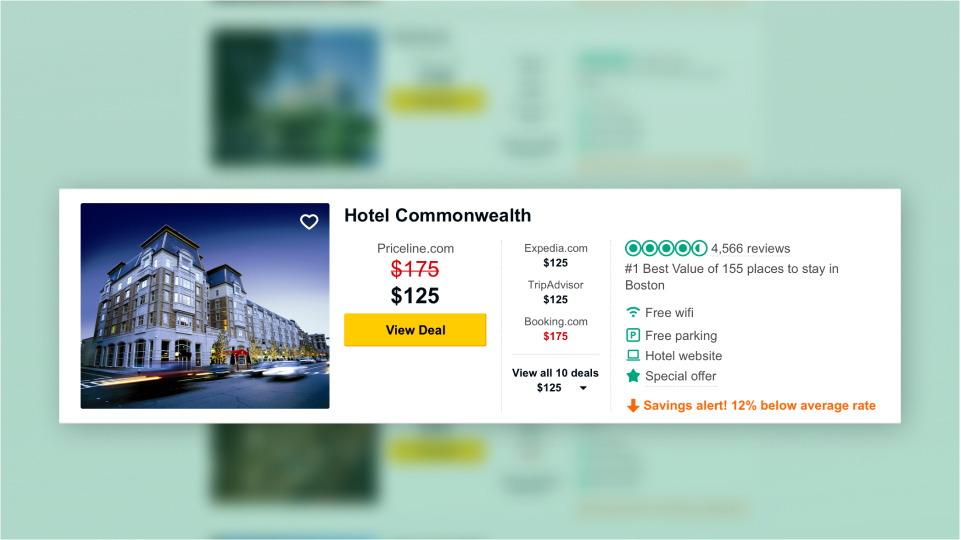 Hotel Commonwealth
Priceline.com
$175
$125
View Deal
Expedia.com
$125
TripAdvisor
$125
Booking.com
$175
View all 10 deals
$125
4,566 reviews
#1 Best Value of 155 places to stay in
Boston
Free wifi
P
Free parking
Hotel website
Special offer
Savings alert! 12% below average rate